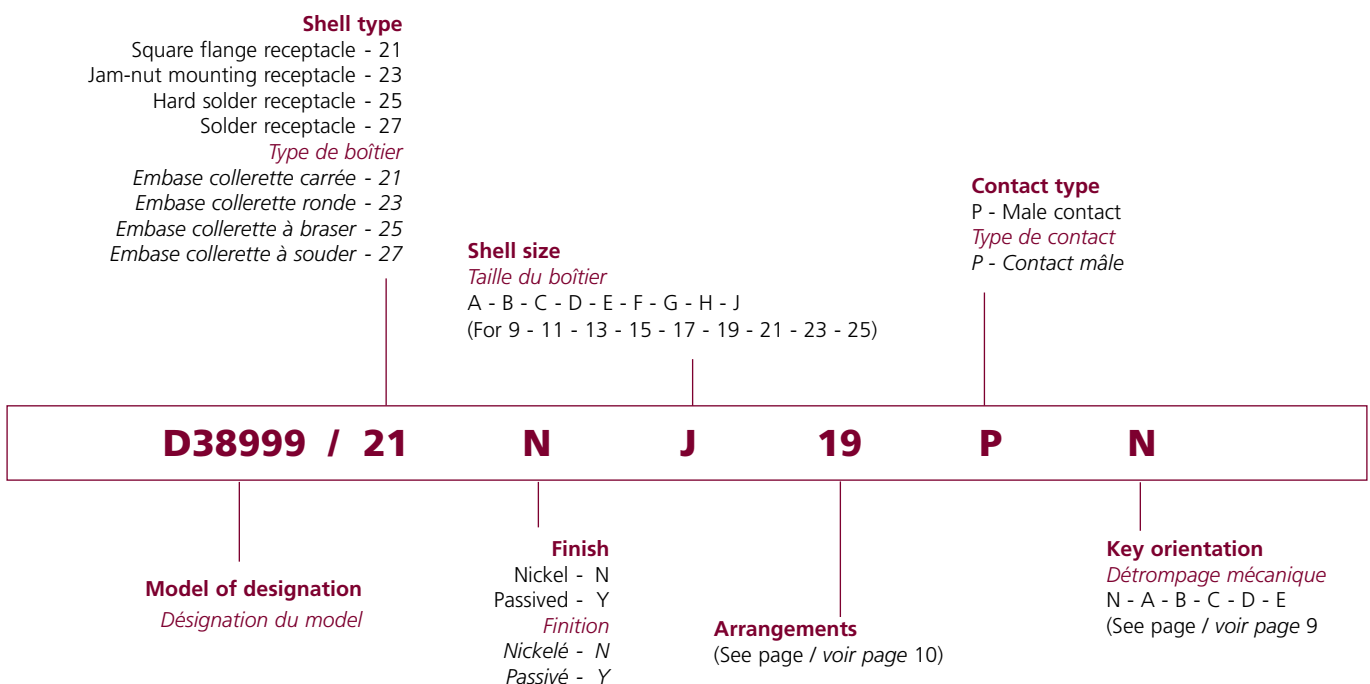 Shell type
Square flange receptacle - 21
Jam-nut mounting receptacle - 23
Hard solder receptacle - 25
Solder receptacle - 27
Type de boîtier
Embase collerette carrée - 21
Embase collerette ronde - 23
Embase collerette à braser - 25
Embase collerette à souder - 27
Shell size
Taille du boîtier
A - B - C - D - E - F - G - H - J
(For 9 - 11 - 13 - 15 - 17 - 19 - 21 - 23 - 25)
Contact type
P - Male contact
Type de contact
P - Contact mâle
D38999 / 21 N J 19 P N
Model of designation
Désignation du model
Finish
Nickel - N
Passived - Y
Finition
Nickelé - N
Passivé - Y
Arrangements
(See page / voir page 10)
Key orientation
Détrompage mécanique
N - A - B - C - D - E
(See page / voir page 9